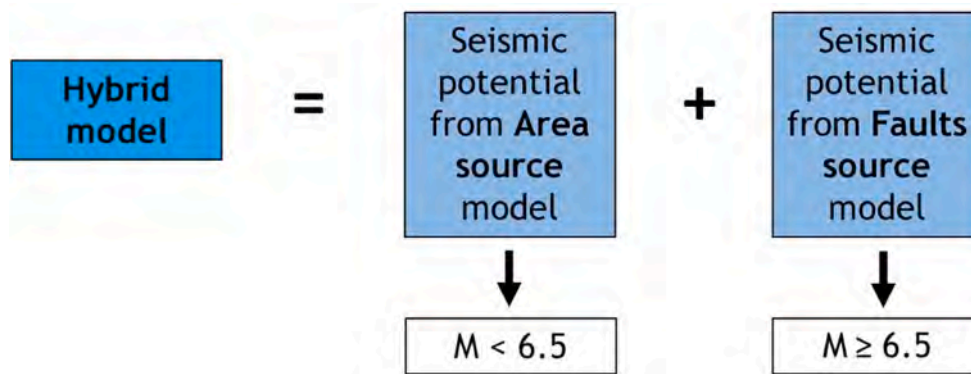 Hybrid
model
=
Seismic
potential
from Area
source
model
+
Seismic
potential
from Faults
source
model
M < 6.5
M ≥ 6.5